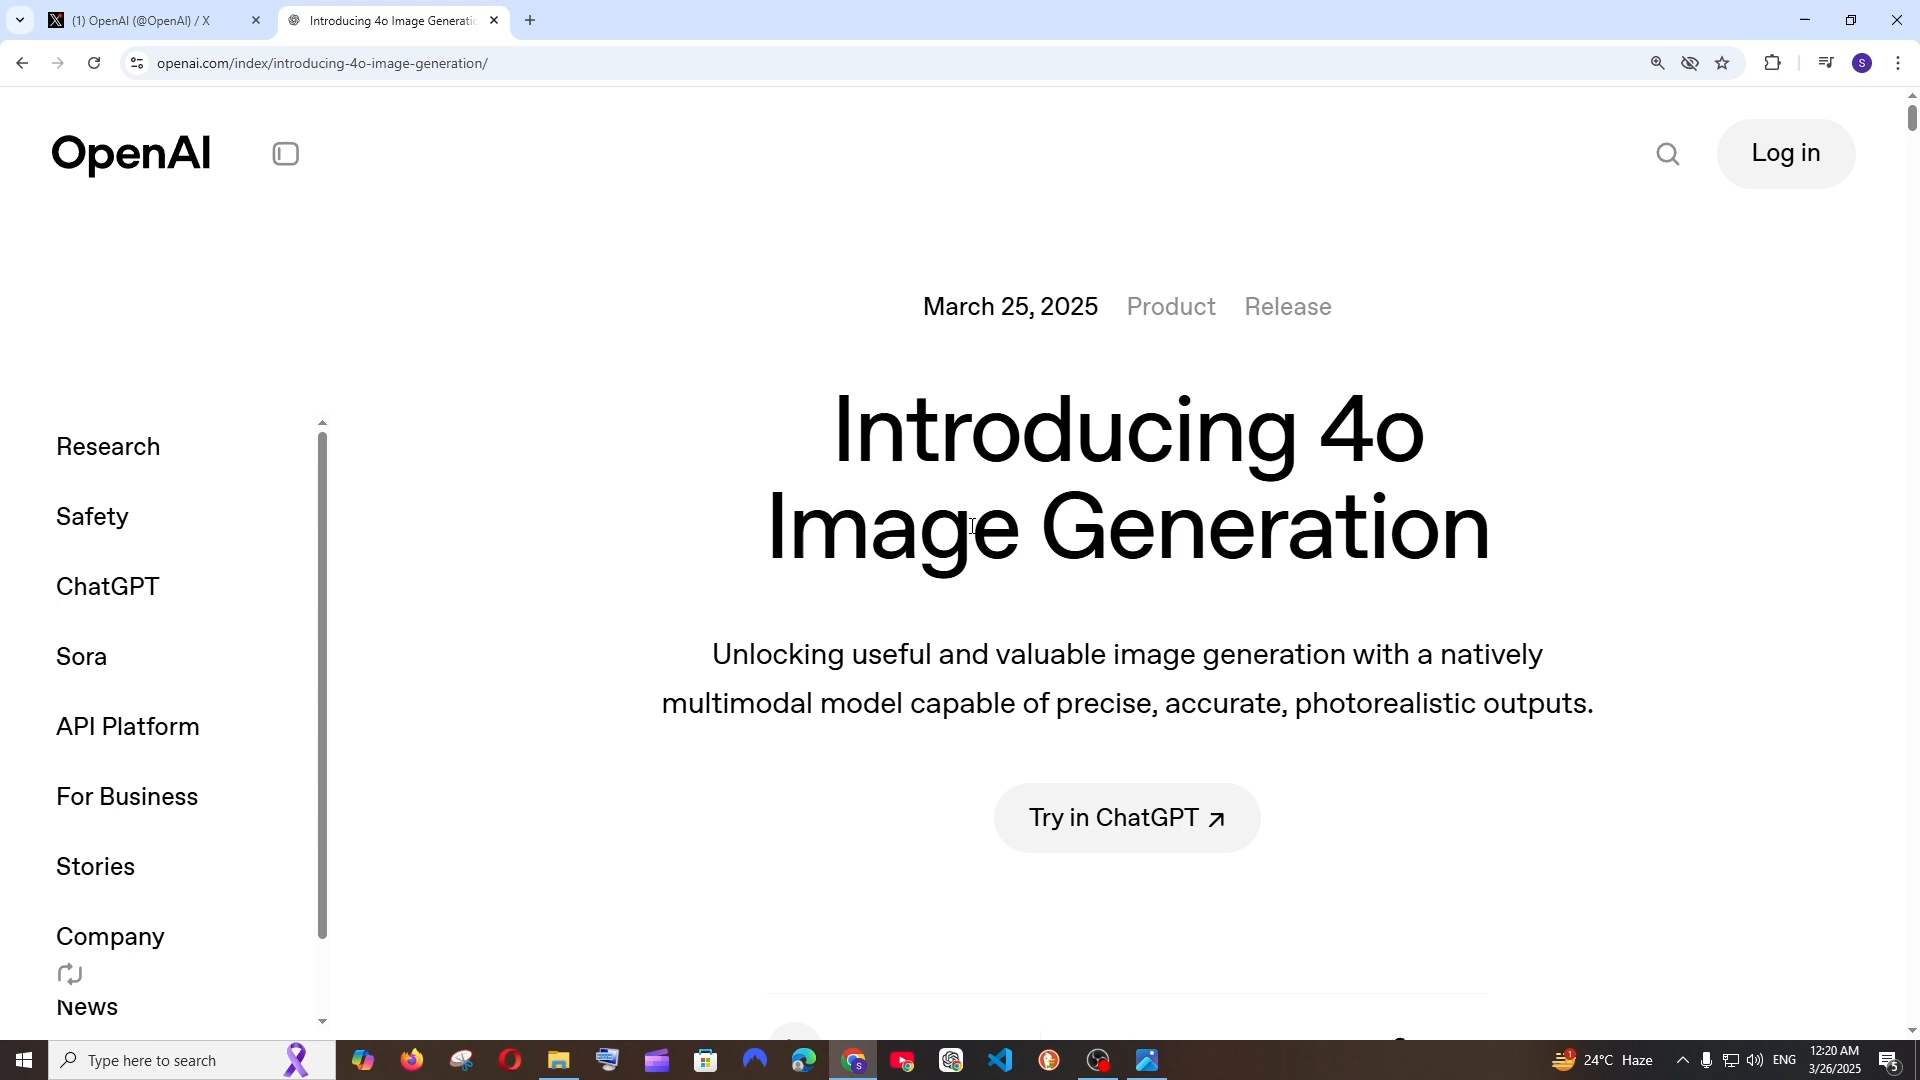 (1) OpenAI (@OpenAI) / X
Introducing 4o Image Generati
openai.com/index/introducing-4o-image-generation/
S
OpenAI
Log in
March 25, 2025 Product Release
Introducing 4o
Image Generation
Unlocking useful and valuable image generation with a natively
multimodal model capable of precise, accurate, photorealistic outputs.
Try in ChatGPT
Research
Safety
ChatGPT
Sora
API Platform
For Business
Stories
Company
News
Type here to search
S
1
24°C Haze
ENG
12:20 AM
3/26/2025
5